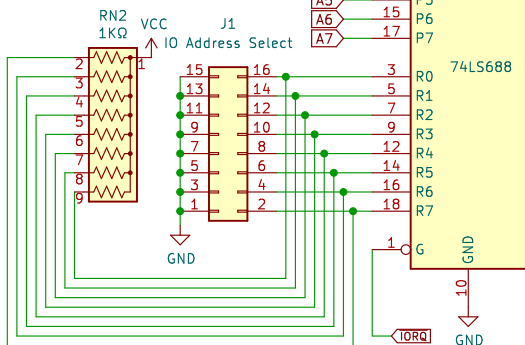 RN2
1KΩ
VCC
J1
IO Address Select
A5
P5
A6
15
P6
A7
17
P7
74LS688
2
1
3
4
5
6
7
8
9
15
16
3
R0
13
14
5
R1
11
12
7
R2
9
10
9
R3
7
8
12
R4
5
6
14
R5
3
4
16
R6
1
2
18
R7
GND
1
G
GND
10
IORQ
GND